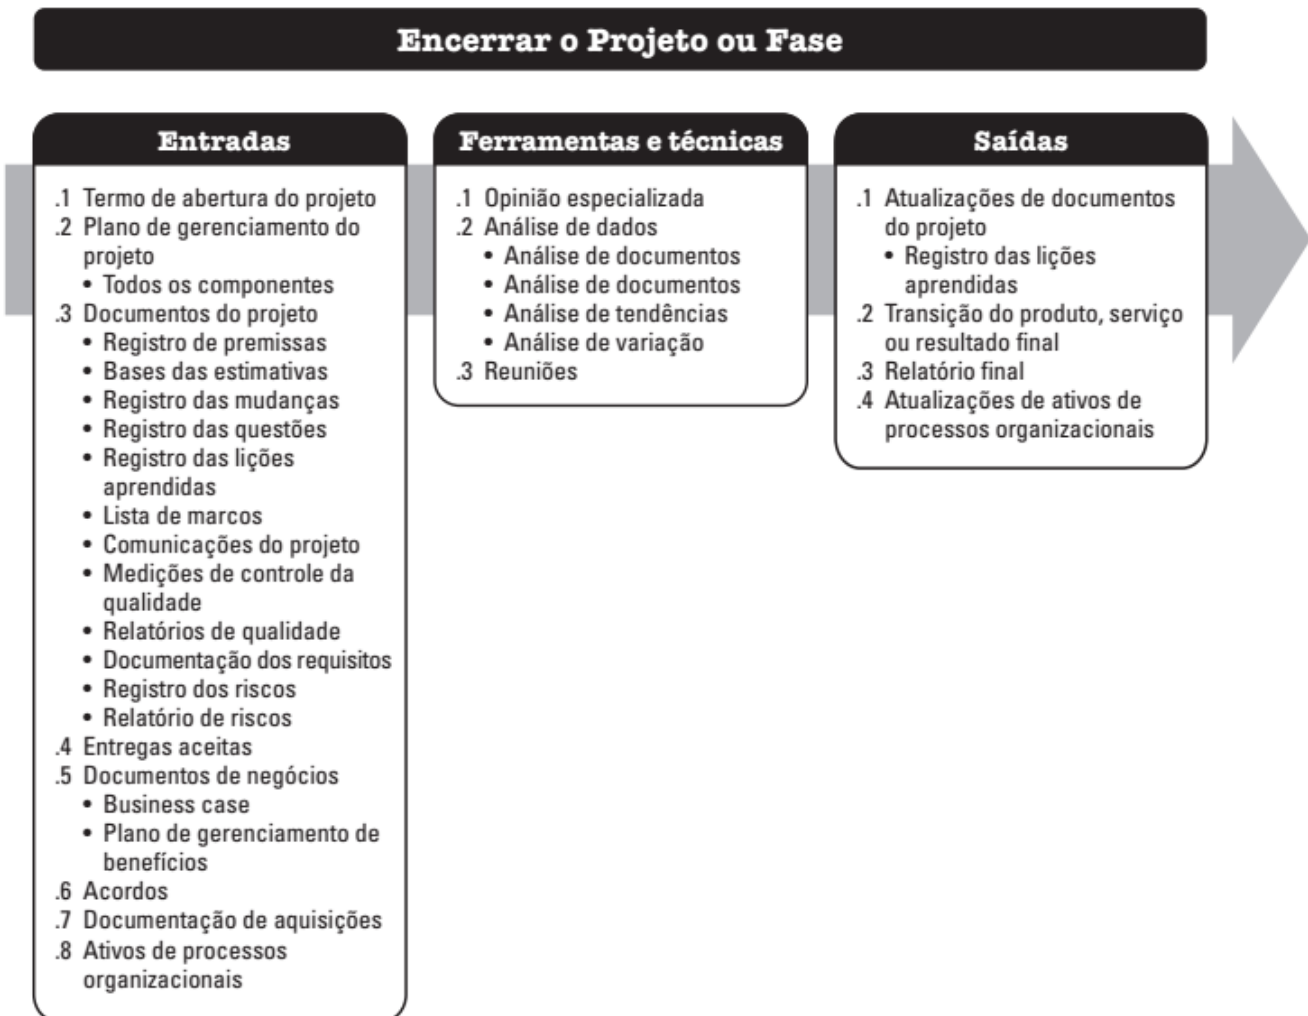 Encerrar o Projeto ou Fase
Entradas
.1 Termo de abertura do projeto
.2 Plano de gerenciamento do
projeto
• Todos os componentes
.3 Documentos do projeto
• Registro de premissas
• Bases das estimativas
• Registro das mudanças
• Registro das questões
• Registro das lições
aprendidas
• Lista de marcos
• Comunicações do projeto
• Medições de controle da
qualidade
• Relatórios de qualidade
• Documentação dos requisitos
• Registro dos riscos
• Relatório de riscos
.4 Entregas aceitas
.5 Documentos de negócios
• Business case
• Plano de gerenciamento de
benefícios
.6 Acordos
.7 Documentação de aquisições
.8 Ativos de processos
organizacionais
Ferramentas e técnicas
.1 Opinião especializada
.2 Análise de dados
• Análise de documentos
• Análise de documentos
• Análise de tendências
• Análise de variação
.3 Reuniões
Saídas
.1 Atualizações de documentos
do projeto
• Registro das lições
aprendidas
.2 Transição do produto, serviço
ou resultado final
.3 Relatório final
.4 Atualizações de ativos de
processos organizacionais